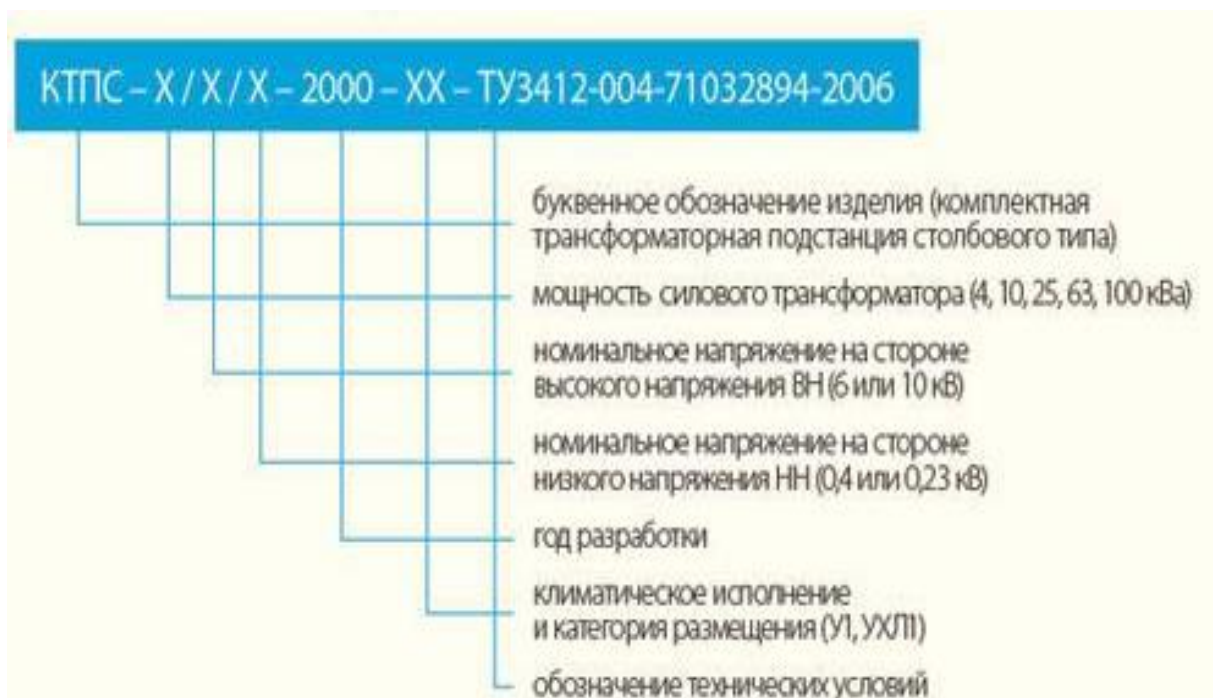 КТПС – Х / Х / Х – 2000 – ХХ – ТУ3412-004-71032894-2006
буквенное обозначение изделия (комплектная
трансформаторная подстанция столбового типа)
мощность силового трансформатора (4, 10, 25, 63, 100 кВа)
номинальное напряжение на стороне
высокого напряжения ВН (6 или 10 кВ)
номинальное напряжение на стороне
низкого напряжения НН (0,4 или 0,23 кВ)
год разработки
климатическое исполнение
и категория размещения (У1, УХЛ1)
обозначение технических условий